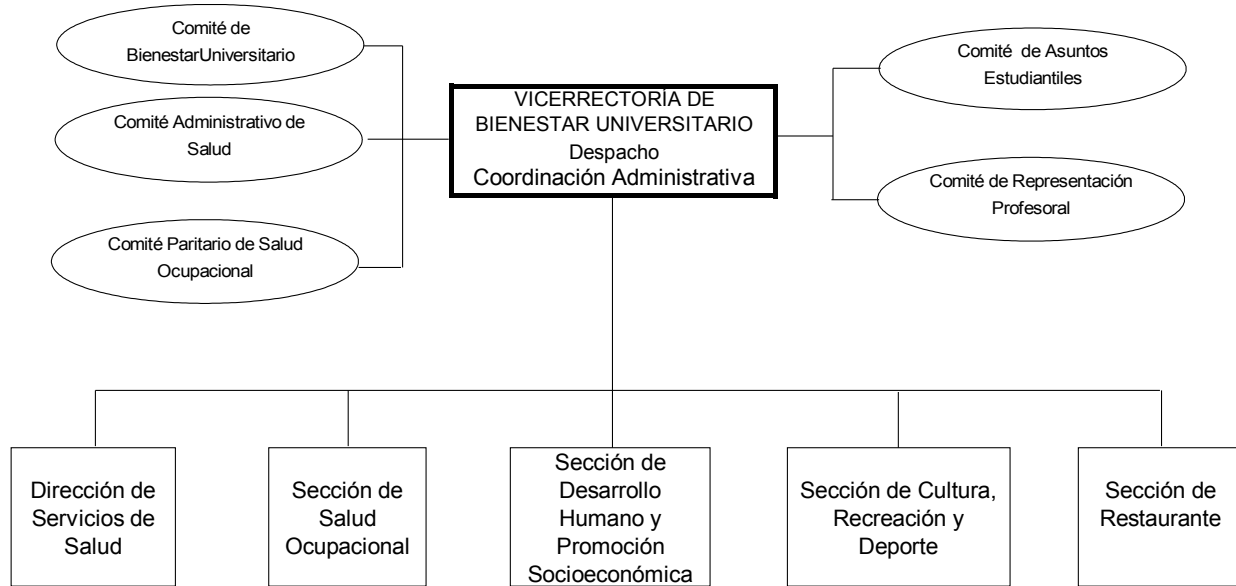 Comité de
BienestarUniversitario
Comité Administrativo de
Salud
Comité Paritario de Salud
Ocupacional
VICERRECTORÍA DE
BIENESTAR UNIVERSITARIO
Despacho
Coordinación Administrativa
Comité de Asuntos
Estudiantiles
Comité de Representación
Profesoral
Dirección de
Servicios de
Salud
Sección de
Salud
Ocupacional
Sección de
Desarrollo
Humano y
Promoción
Socioeconómica
Sección de Cultura,
Recreación y
Deporte
Sección de
Restaurante